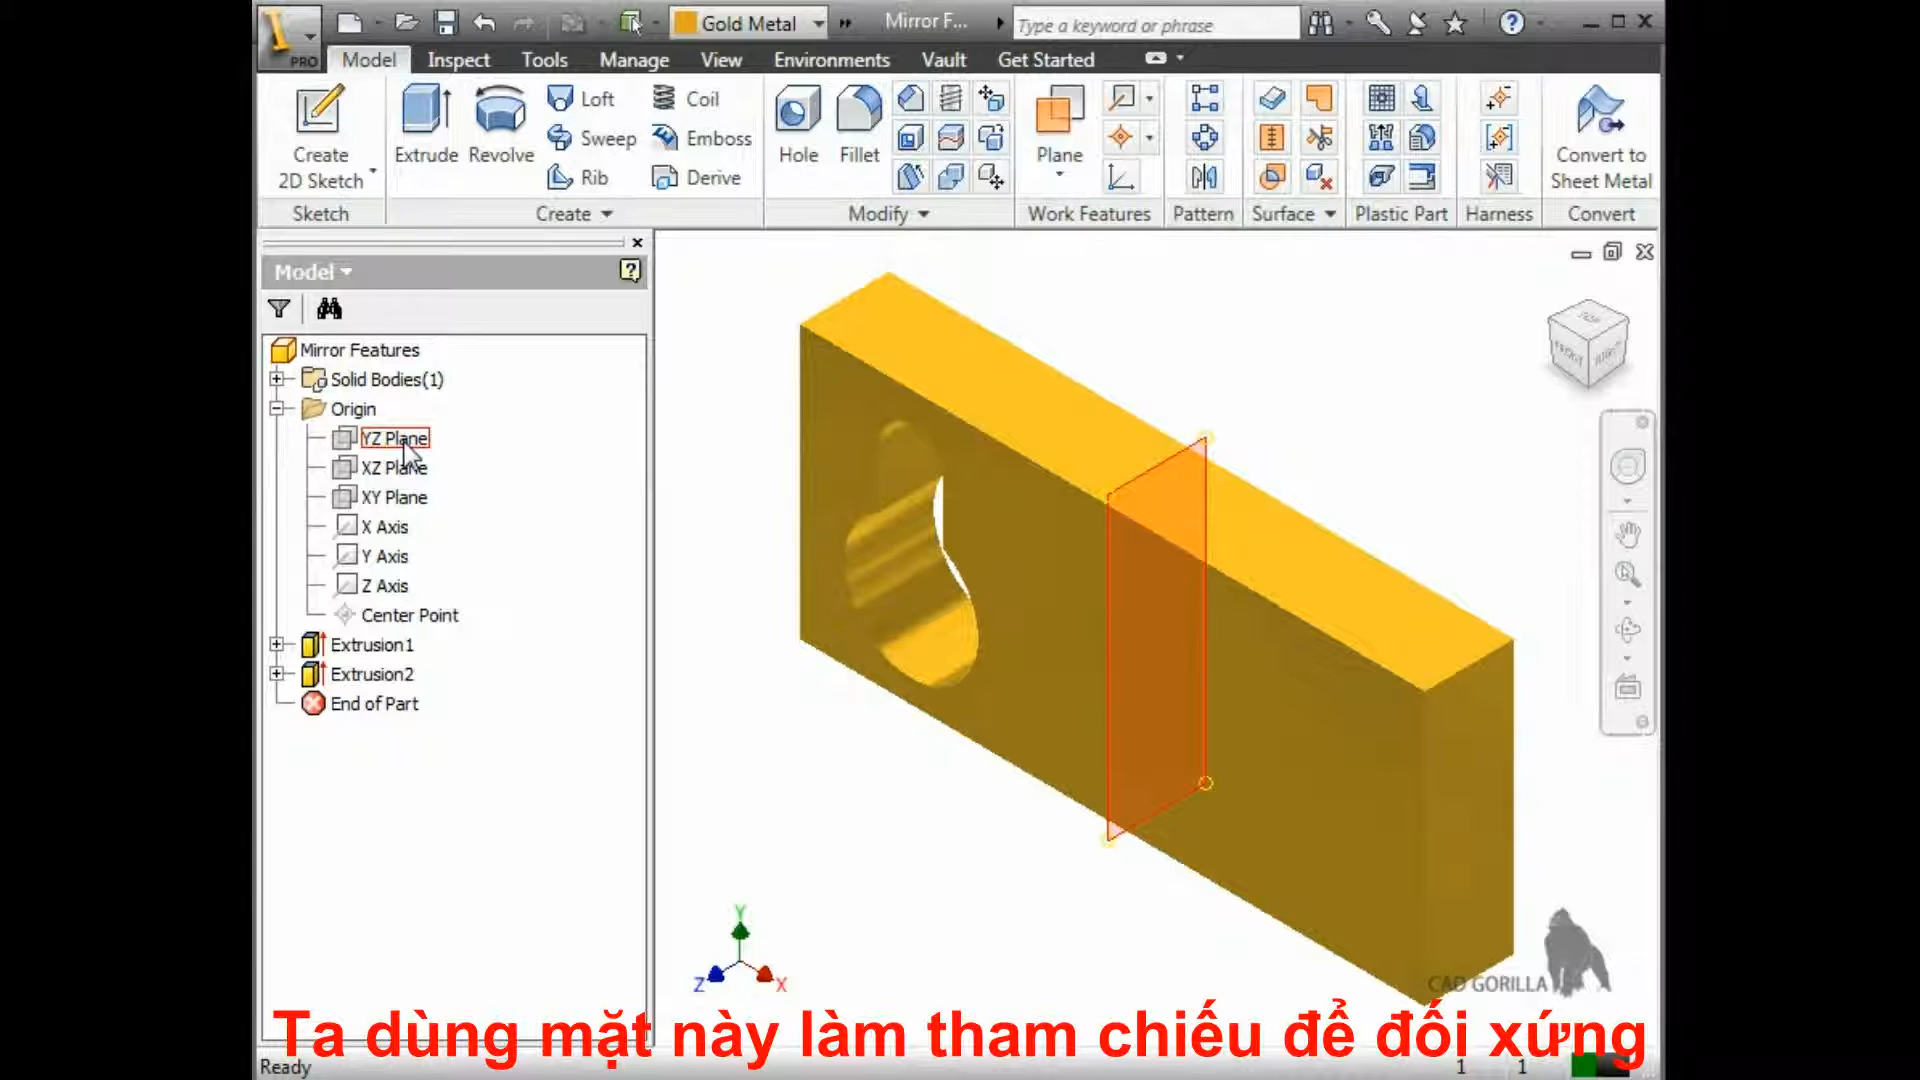 Gold Metal
Mirror F...
Type a keyword or phrase
PRO
Model
Inspect
Tools
Manage
View
Environments
Vault
Get Started
Create
2D Sketch
Extrude
Revolve
Loft
Sweep
Rib
Coil
Emboss
Derive
Hole
Fillet
Plane
Convert to
Sheet Metal
Sketch
Create
Modify
Work Features
Pattern
Surface
Plastic Part
Harness
Convert
Model
Mirror Features
Solid Bodies(1)
Origin
YZ Plane
XZ Plane
XY Plane
X Axis
Y Axis
Z Axis
Center Point
Extrusion1
Extrusion2
End of Part
TOP
FRONT
RIGHT
Y
Z
X
CAD GORILLA
Ta dùng mặt này làm tham chiếu để đối xứng
Ready
1
1